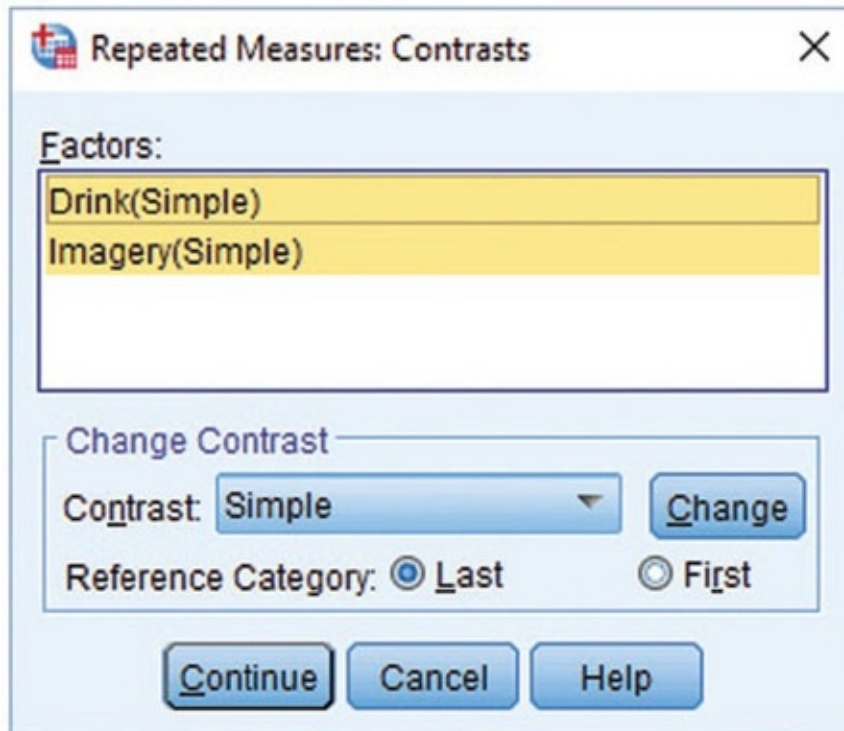 Repeated Measures: Contrasts
Factors:
Drink(Simple)
Imagery(Simple)
Change Contrast
Contrast: Simple Change
Reference Category: Last First
Continue Cancel Help